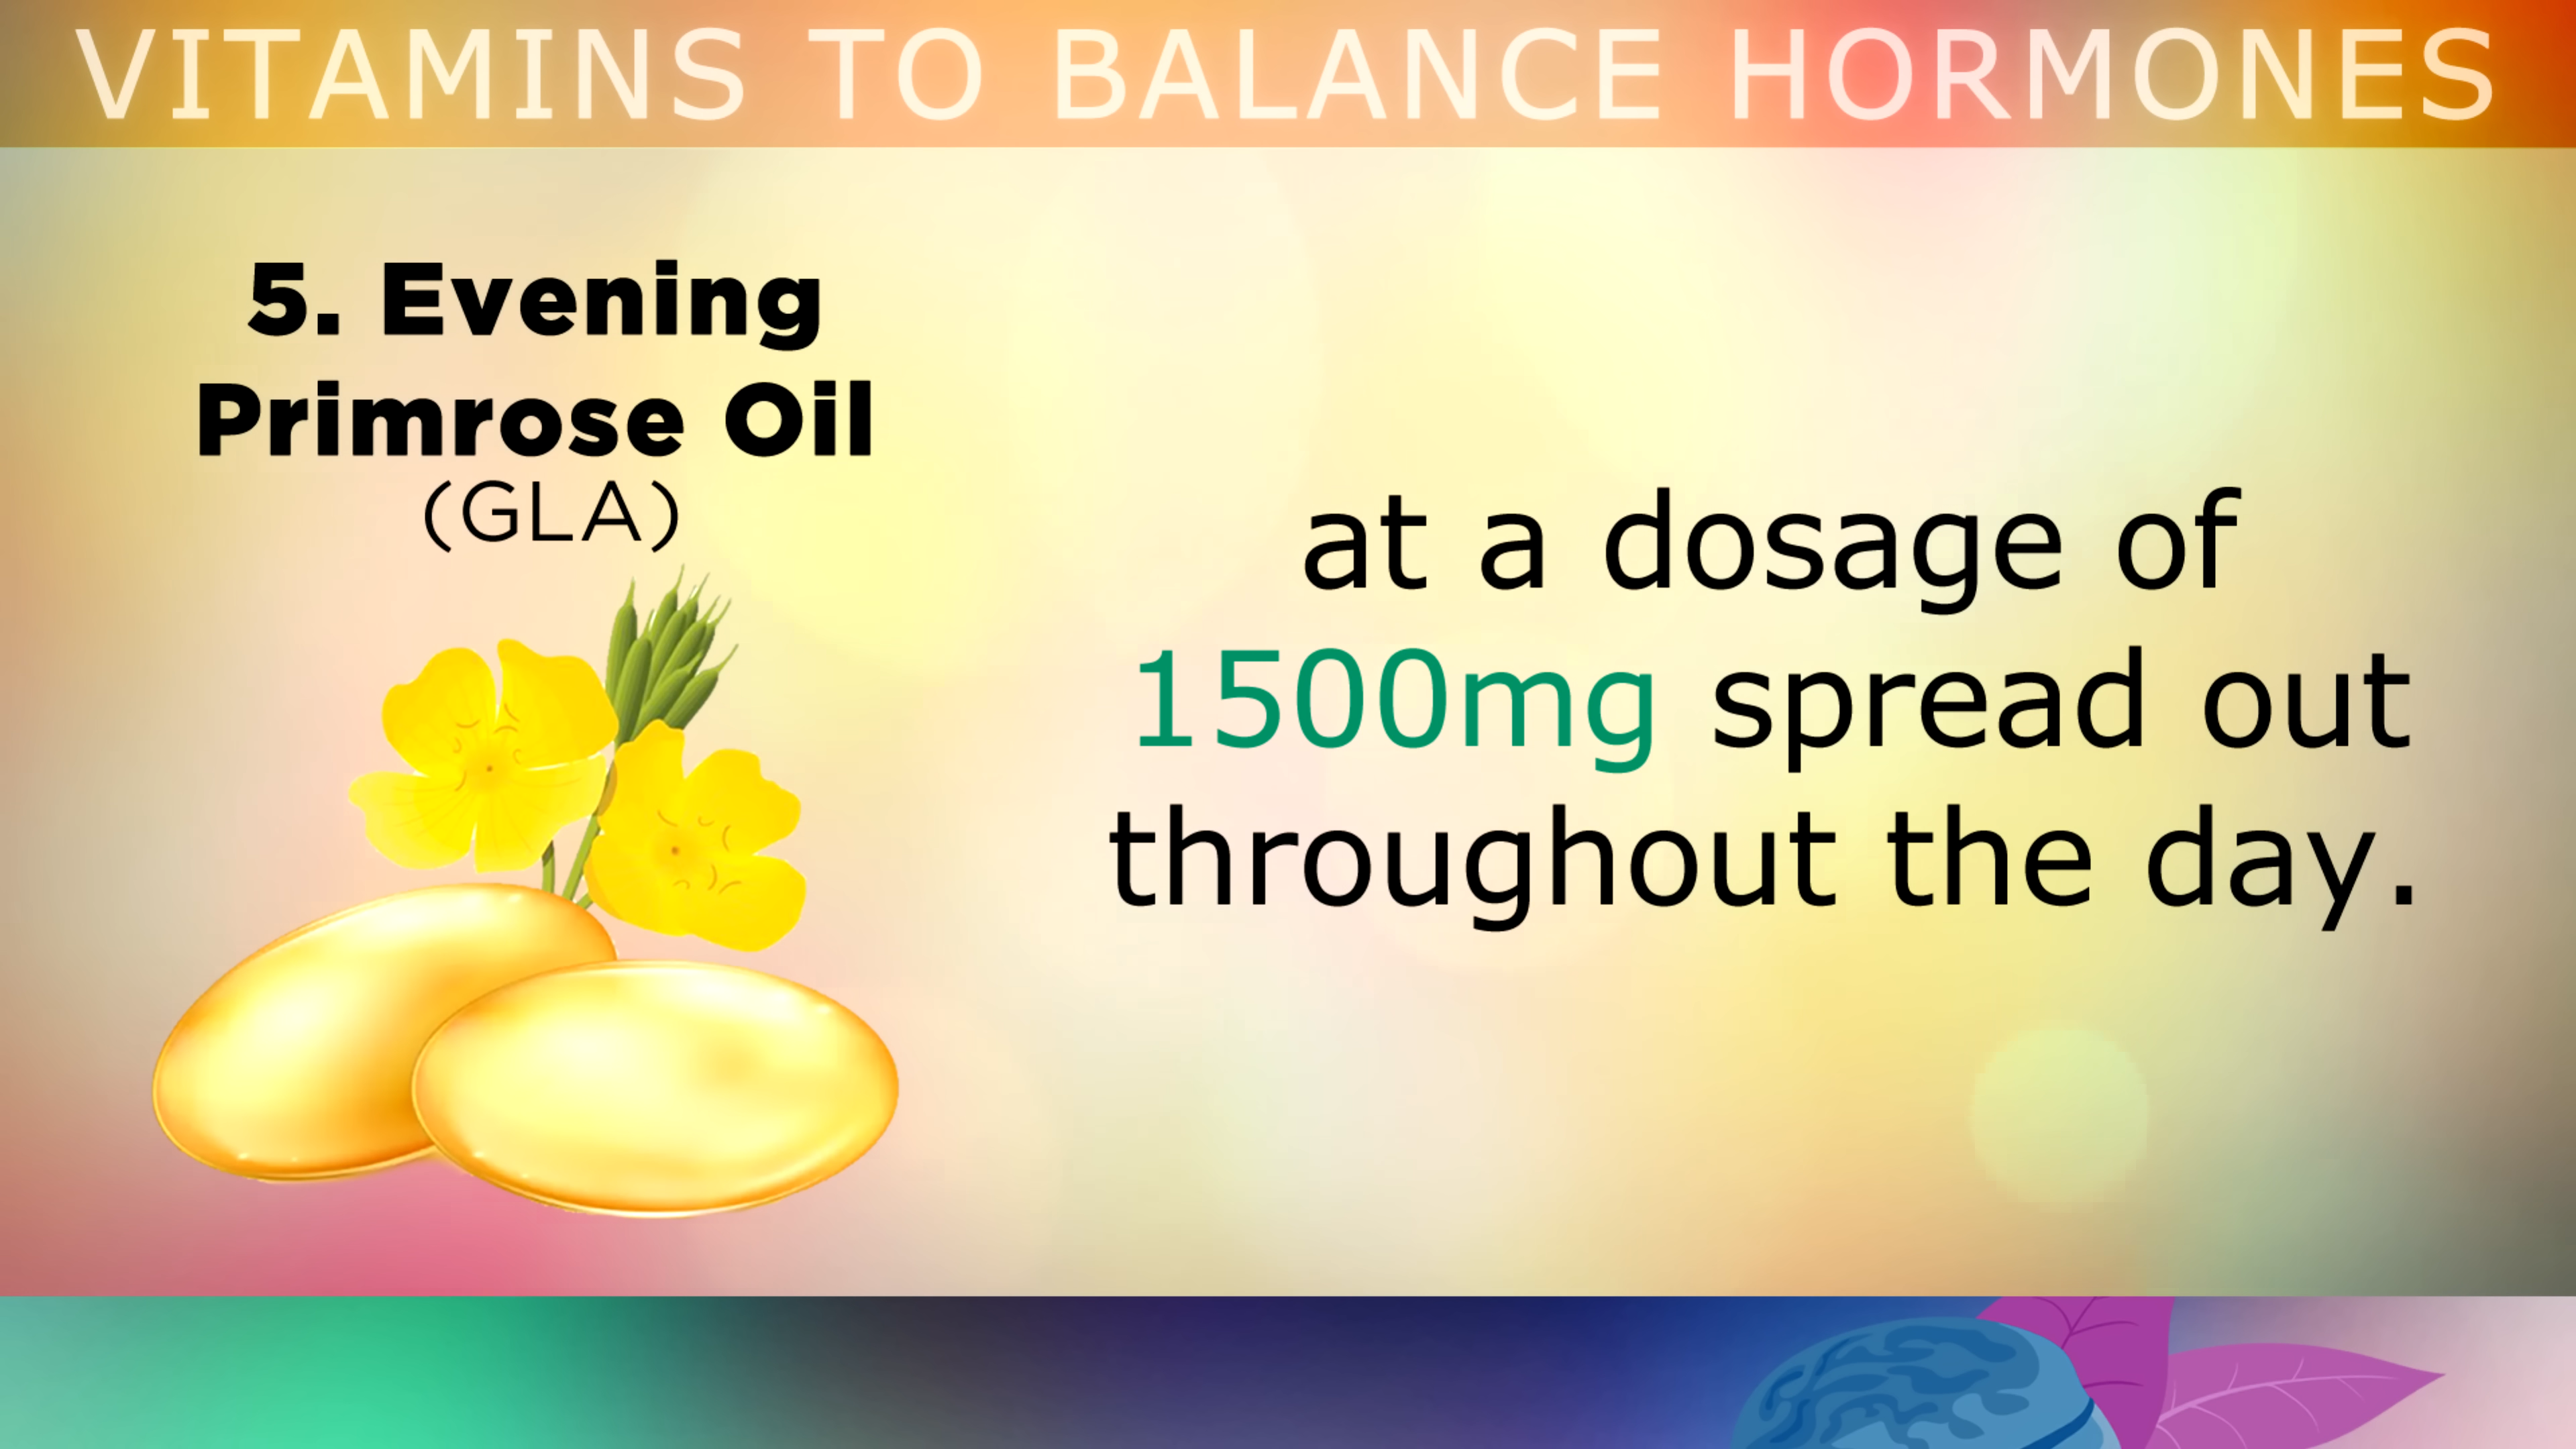 VITAMINS TO BALANCE HORMONES
5. Evening
Primrose Oil
(GLA)
at a dosage of
1500mg spread out
throughout the day.